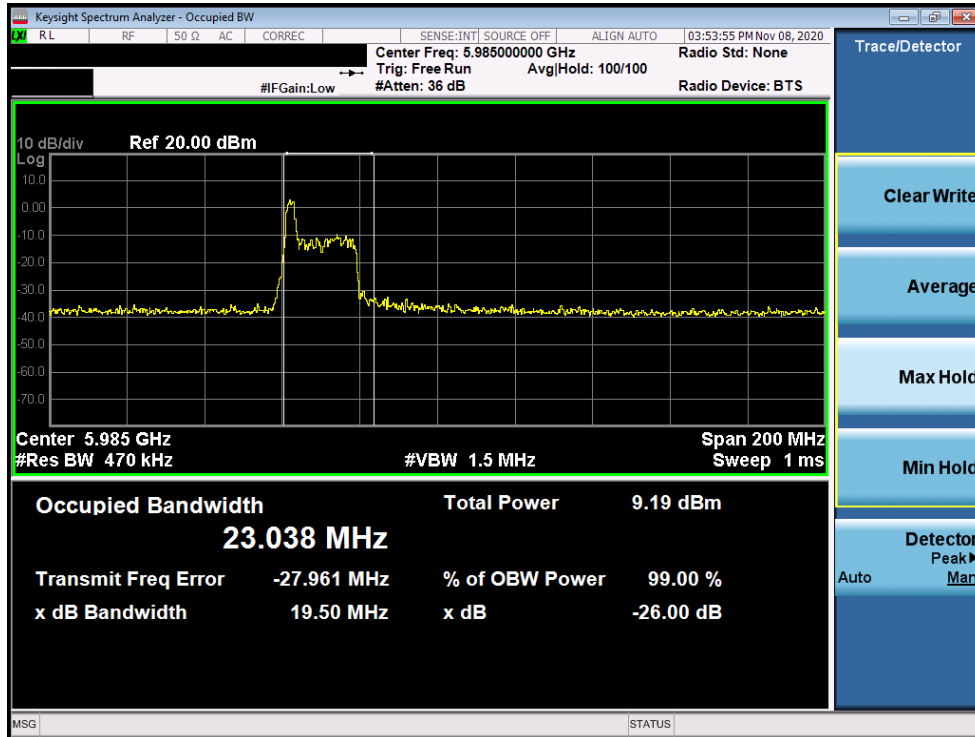 Keysight Spectrum Analyzer - Occupied BW
LXI RL RF 50 Ω AC CORREC SENSE:INT SOURCE OFF ALIGN AUTO 03:53:55 PM Nov 08, 2020
Center Freq: 5.985000000 GHz Radio Std: None
Trig: Free Run Avg|Hold: 100/100
#IFGain:Low #Atten: 36 dB Radio Device: BTS
10 dB/div Ref 20.00 dBm
Log
10.0
0.00
-10.0
-20.0
-30.0
-40.0
-50.0
-60.0
-70.0
Center 5.985 GHz Span 200 MHz
#Res BW 470 kHz #VBW 1.5 MHz Sweep 1 ms
Occupied Bandwidth Total Power 9.19 dBm
23.038 MHz
Transmit Freq Error -27.961 MHz % of OBW Power 99.00 %
x dB Bandwidth 19.50 MHz x dB -26.00 dB
MSG STATUS
Trace/Detector
Clear Write
Average
Max Hold
Min Hold
Detector
Peak▶
Auto Man